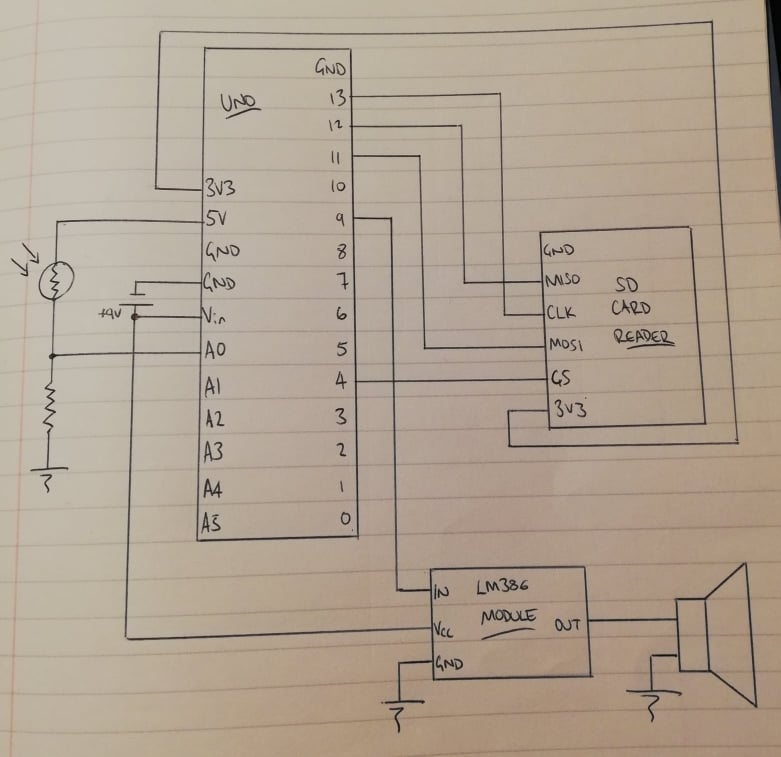 UNO
GND
13
12
11
10
9
8
7
6
5
4
3
2
1
0
3V3
5V
GND
GND
Vin
A0
A1
A2
A3
A4
A5
+9V
GND
MISO
CLK
MOSI
CS
3V3
SD
CARD
READER
IN
Vcc
GND
LM386
MODULE
OUT